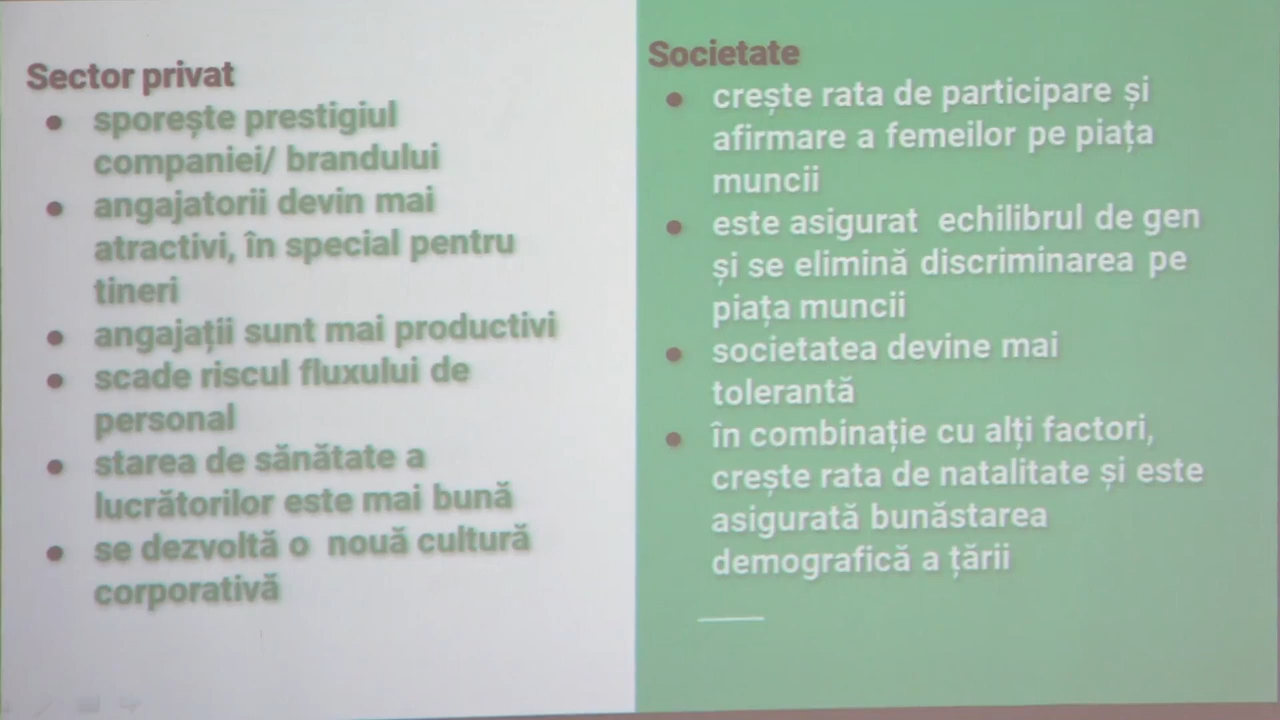 Sector privat
sporește prestigiul
companiei/ brandului
angajatorii devin mai
atractivi, în special pentru
tineri
angajații sunt mai productivi
scade riscul fluxului de
personal
starea de sănătate a
lucrătorilor este mai bună
se dezvoltă o nouă cultură
corporativă
Societate
crește rata de participare și
afirmare a femeilor pe piața
muncii
este asigurat echilibrul de gen
și se elimină discriminarea pe
piața muncii
societatea devine mai
tolerantă
în combinație cu alți factori,
crește rata de natalitate și este
asigurată bunăstarea
demografică a țării